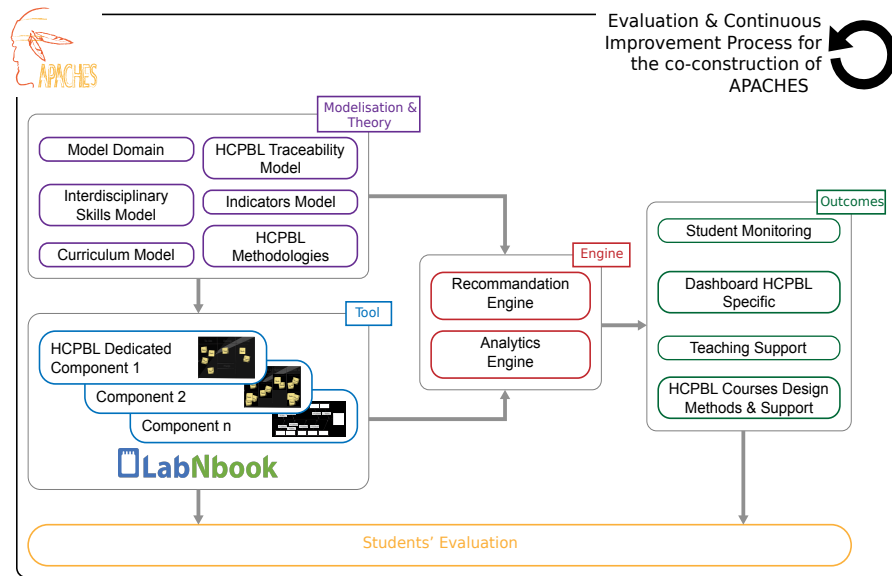 APACHES
Evaluation & Continuous
Improvement Process for
the co-construction of
APACHES
Modelisation &
Theory
Model Domain
HCPBL Traceability
Model
Interdisciplinary
Skills Model
Indicators Model
Curriculum Model
HCPBL
Methodologies
Tool
HCPBL Dedicated
Component 1
Component 2
Component n
LabNbook
Engine
Recommandation
Engine
Analytics
Engine
Outcomes
Student Monitoring
Dashboard HCPBL
Specific
Teaching Support
HCPBL Courses Design
Methods & Support
Students' Evaluation